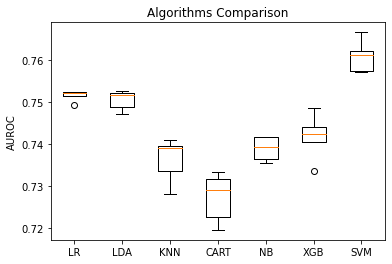 Algorithms Comparison
AUROC
0.76
0.75
0.74
0.73
0.72
LR LDA KNN CART NB XGB SVM